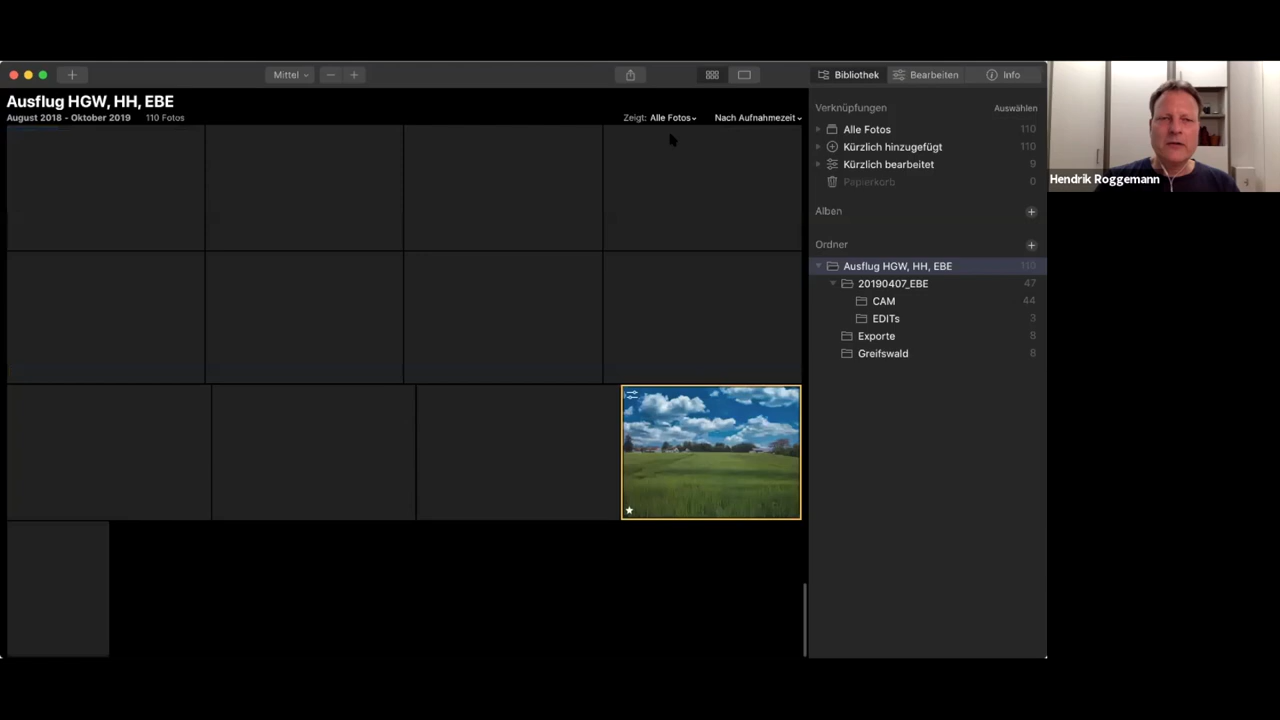 Mittel
Bibliothek
Bearbeiten
Info
Ausflug HGW, HH, EBE
August 2018 - Oktober 2019 110 Fotos
Zeigt: Alle Fotos
Nach Aufnahmezeit
Verknüpfungen Auswählen
Alle Fotos 110
Kürzlich hinzugefügt 110
Kürzlich bearbeitet 9
Papierkorb 0
Alben
Ordner
Ausflug HGW, HH, EBE 110
20190407_EBE 47
CAM 44
EDITs 3
Exporte 8
Greifswald 8
Hendrik Roggemann